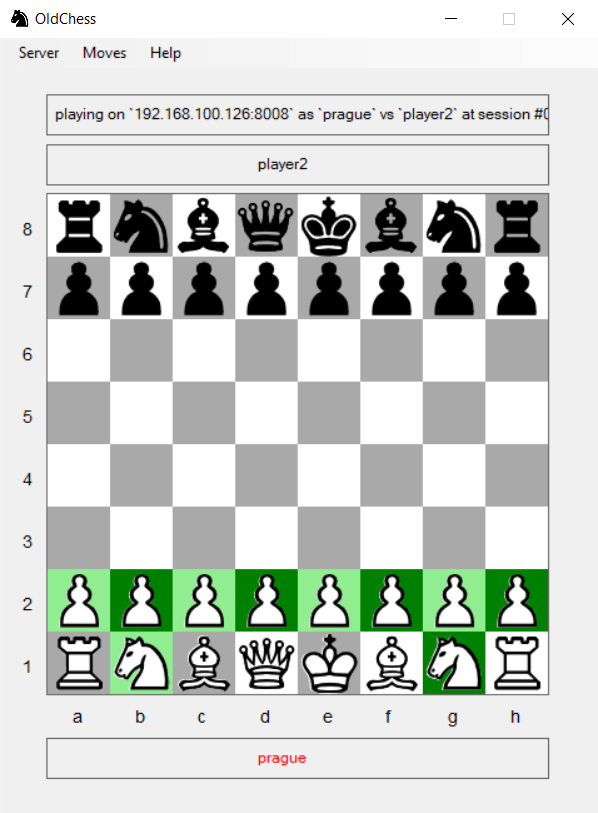 OldChess
Server Moves Help
playing on `192.168.100.126:8008` as `prague` vs `player2` at session #0
player2
8
7
6
5
4
3
2
1
a b c d e f g h
prague